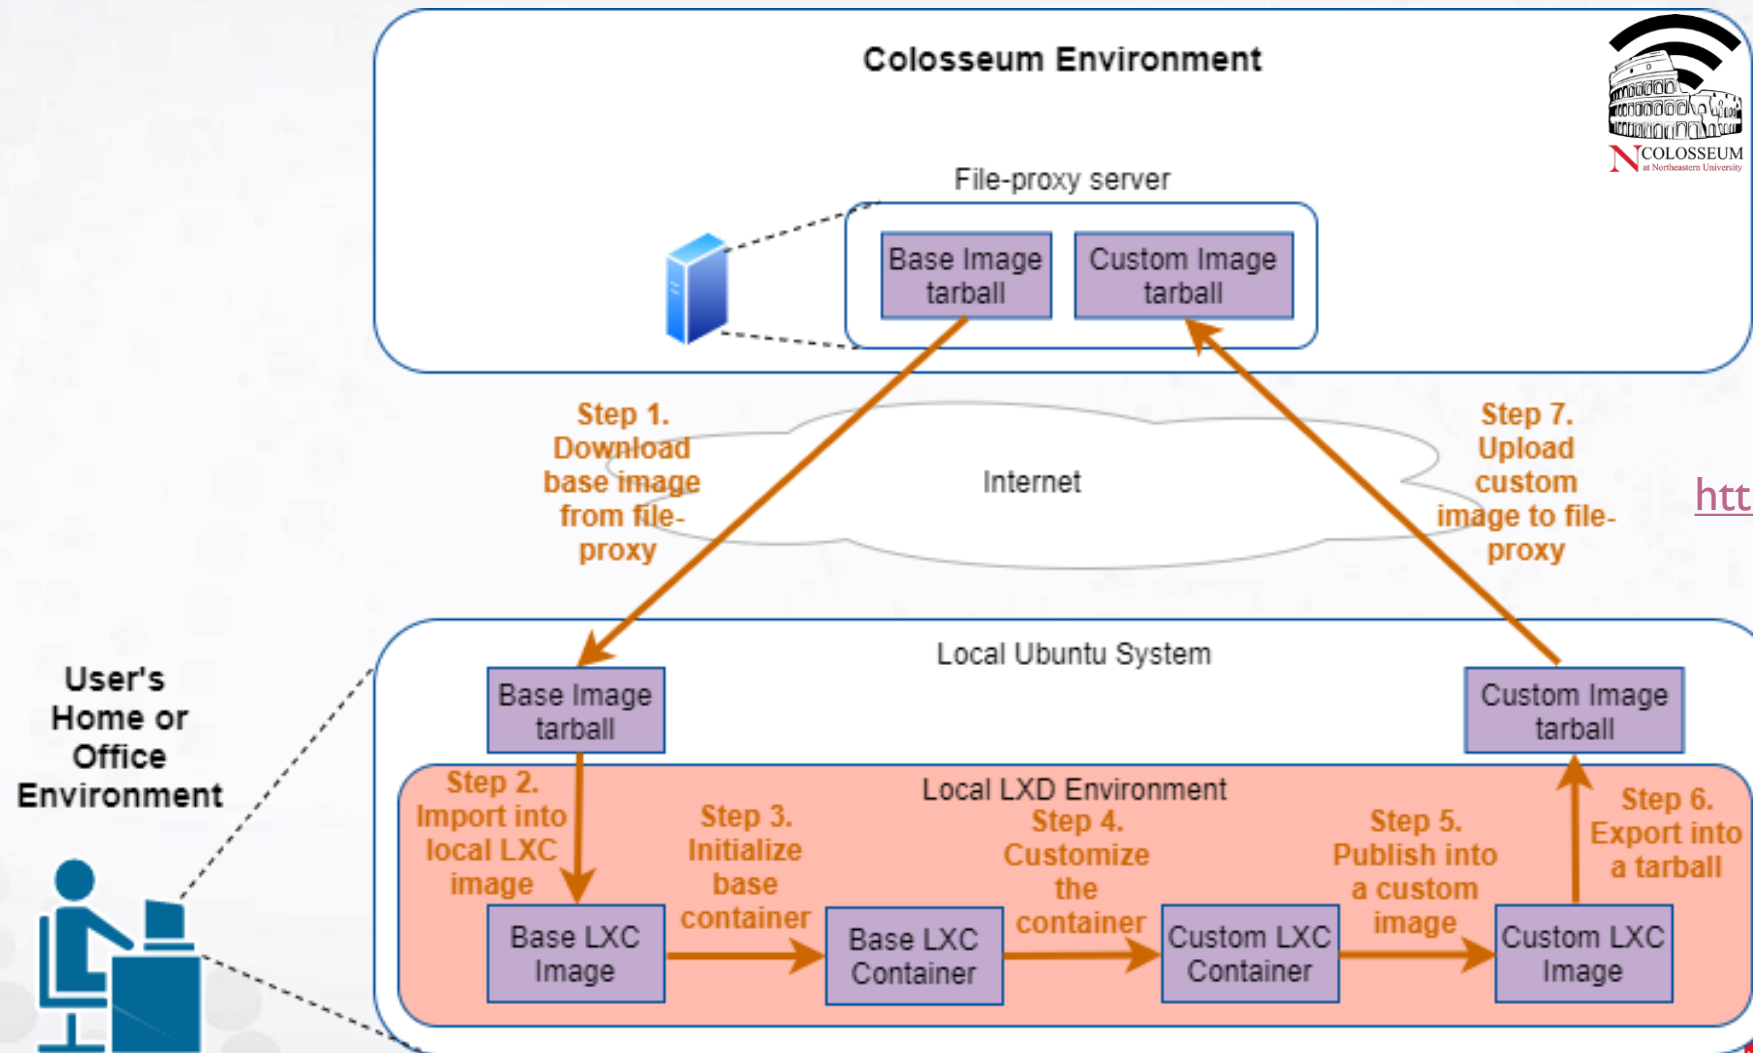 Colosseum Environment
COLOSSEUM
at Northeastern University
File-proxy server
Base Image
tarball
Custom Image
tarball
Step 1.
Download
base image
from file-
proxy
Internet
Step 7.
Upload
custom
image to file-
proxy
htt
User's
Home or
Office
Environment
Local Ubuntu System
Base Image
tarball
Custom Image
tarball
Local LXD Environment
Step 2.
Import into
local LXC
image
Step 3.
Initialize
base
container
Step 4.
Customize
the
container
Step 5.
Publish into
a custom
image
Step 6.
Export into
a tarball
Base LXC
Image
Base LXC
Container
Custom LXC
Container
Custom LXC
Image